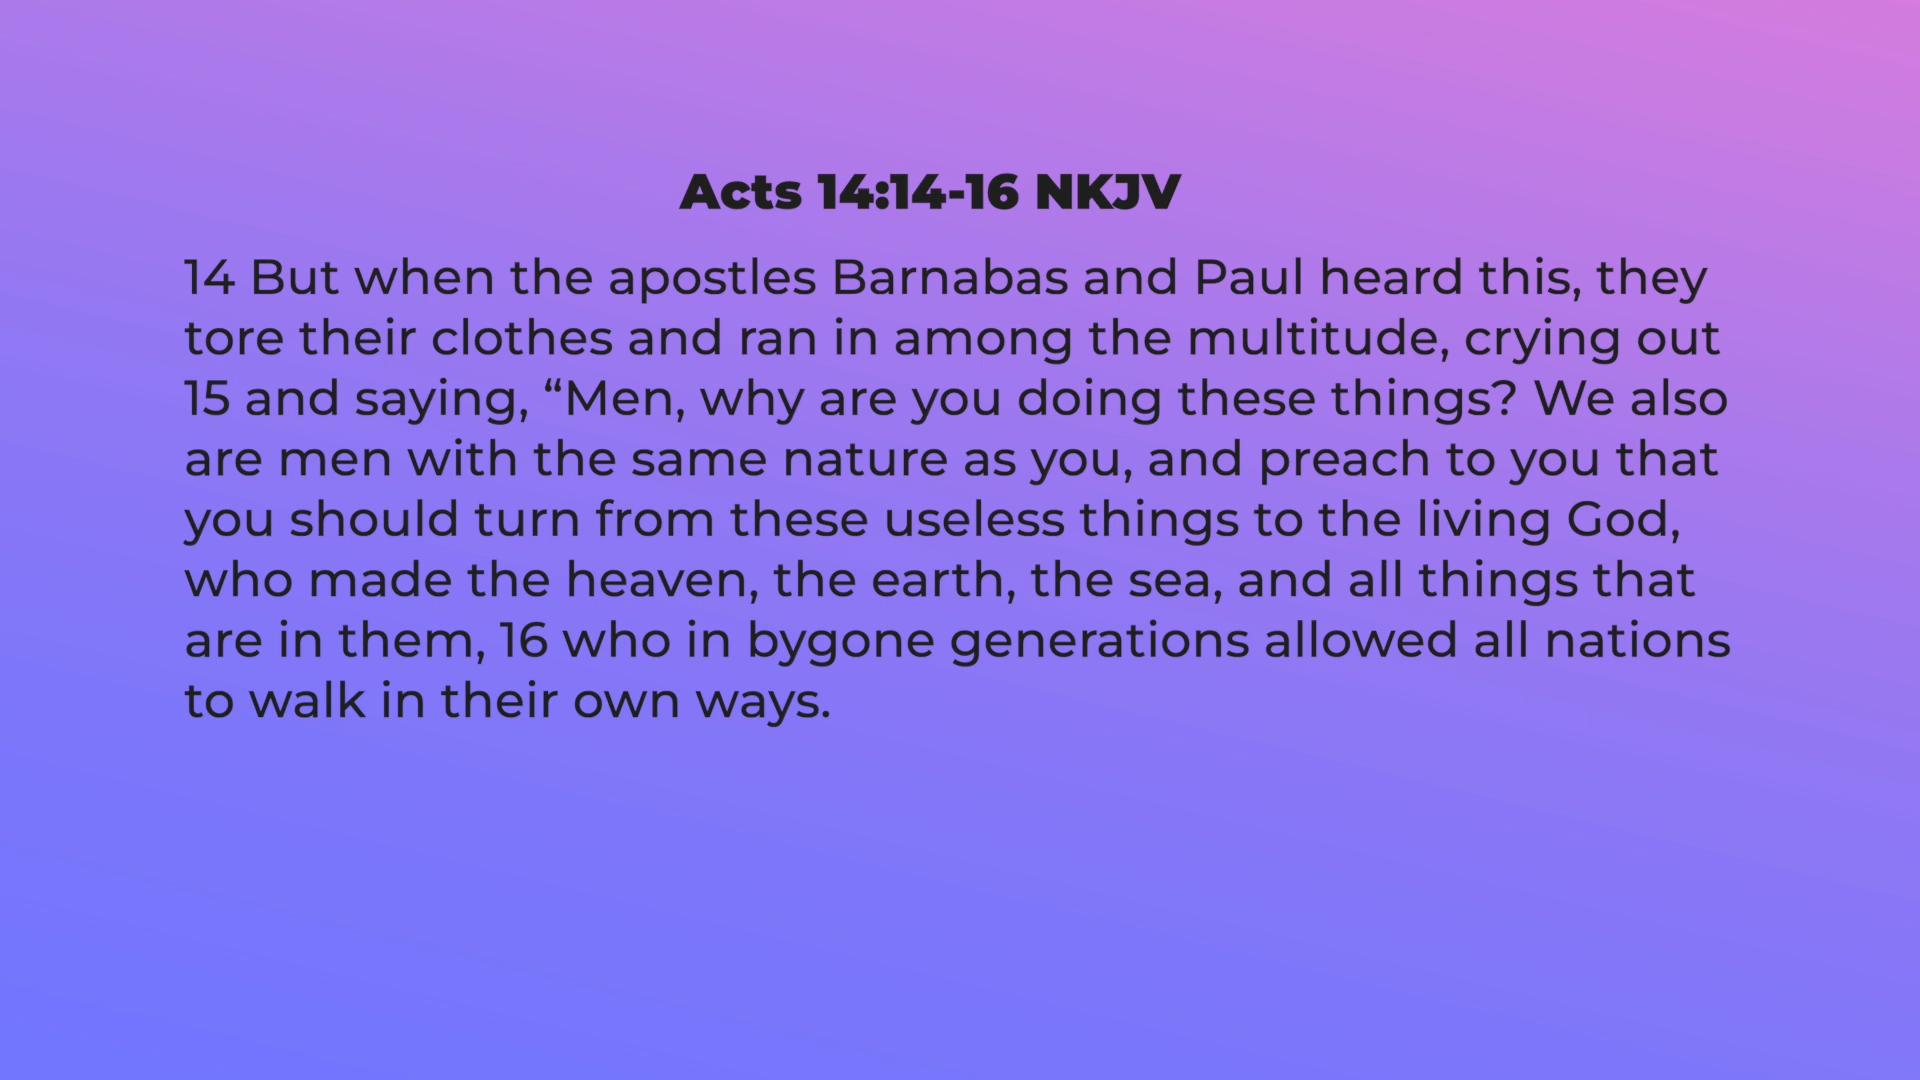 Acts 14:14-16 NKJV
14 But when the apostles Barnabas and Paul heard this, they
tore their clothes and ran in among the multitude, crying out
15 and saying, “Men, why are you doing these things? We also
are men with the same nature as you, and preach to you that
you should turn from these useless things to the living God,
who made the heaven, the earth, the sea, and all things that
are in them, 16 who in bygone generations allowed all nations
to walk in their own ways.